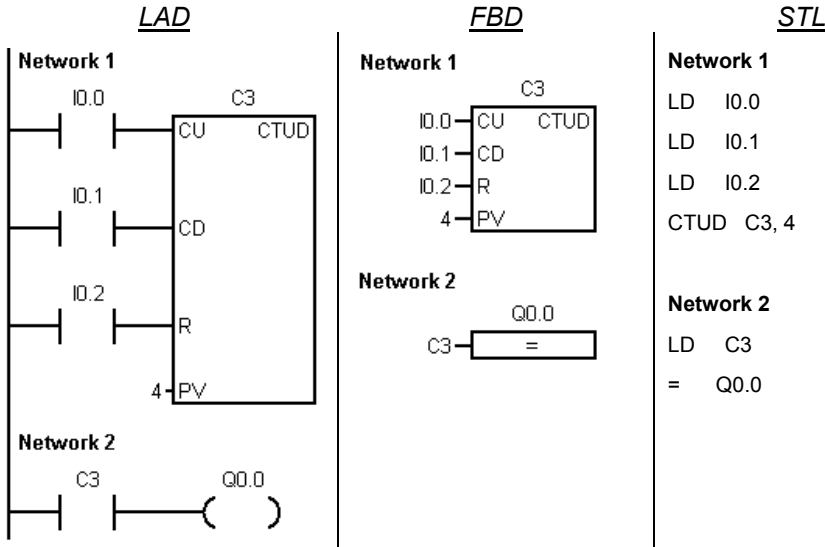 LAD
Network 1
I0.0
C3
CU CTUD
I0.1
CD
I0.2
R
4 PV
Network 2
C3 Q0.0
FBD
Network 1
C3
I0.0 CU CTUD
I0.1 CD
I0.2 R
4 PV
Network 2
Q0.0
C3 =
STL
Network 1
LD I0.0
LD I0.1
LD I0.2
CTUD C3, 4
Network 2
LD C3
= Q0.0